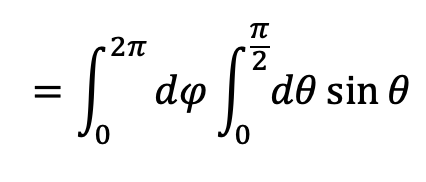 = ∫₀^{2π} dφ ∫₀^{π/2} dθ sin θ